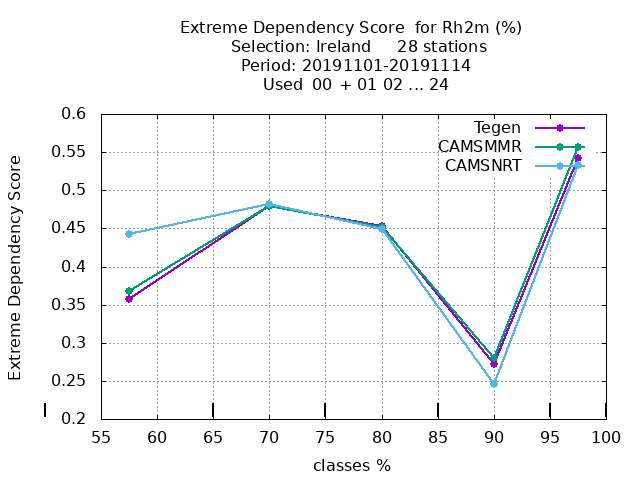 Extreme Dependency Score  for Rh2m (%)
Selection: Ireland     28 stations
Period: 20191101-20191114
Used  00 + 01 02 ... 24
Tegen
CAMSMMR
CAMSNRT
0.6
0.55
0.5
0.45
0.4
0.35
0.3
0.25
0.2
Extreme Dependency Score
55 60 65 70 75 80 85 90 95 100
classes %